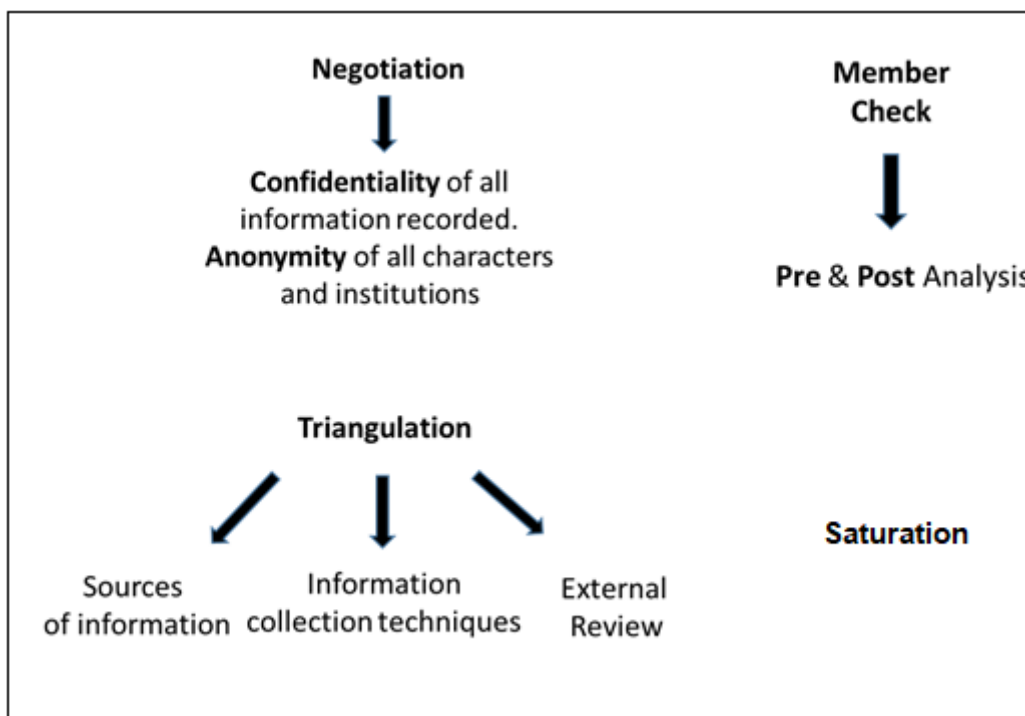 Negotiation
Confidentiality of all
information recorded.
Anonymity of all characters
and institutions
Member
Check
Pre & Post Analysis
Triangulation
Sources
of information
Information
collection techniques
External
Review
Saturation